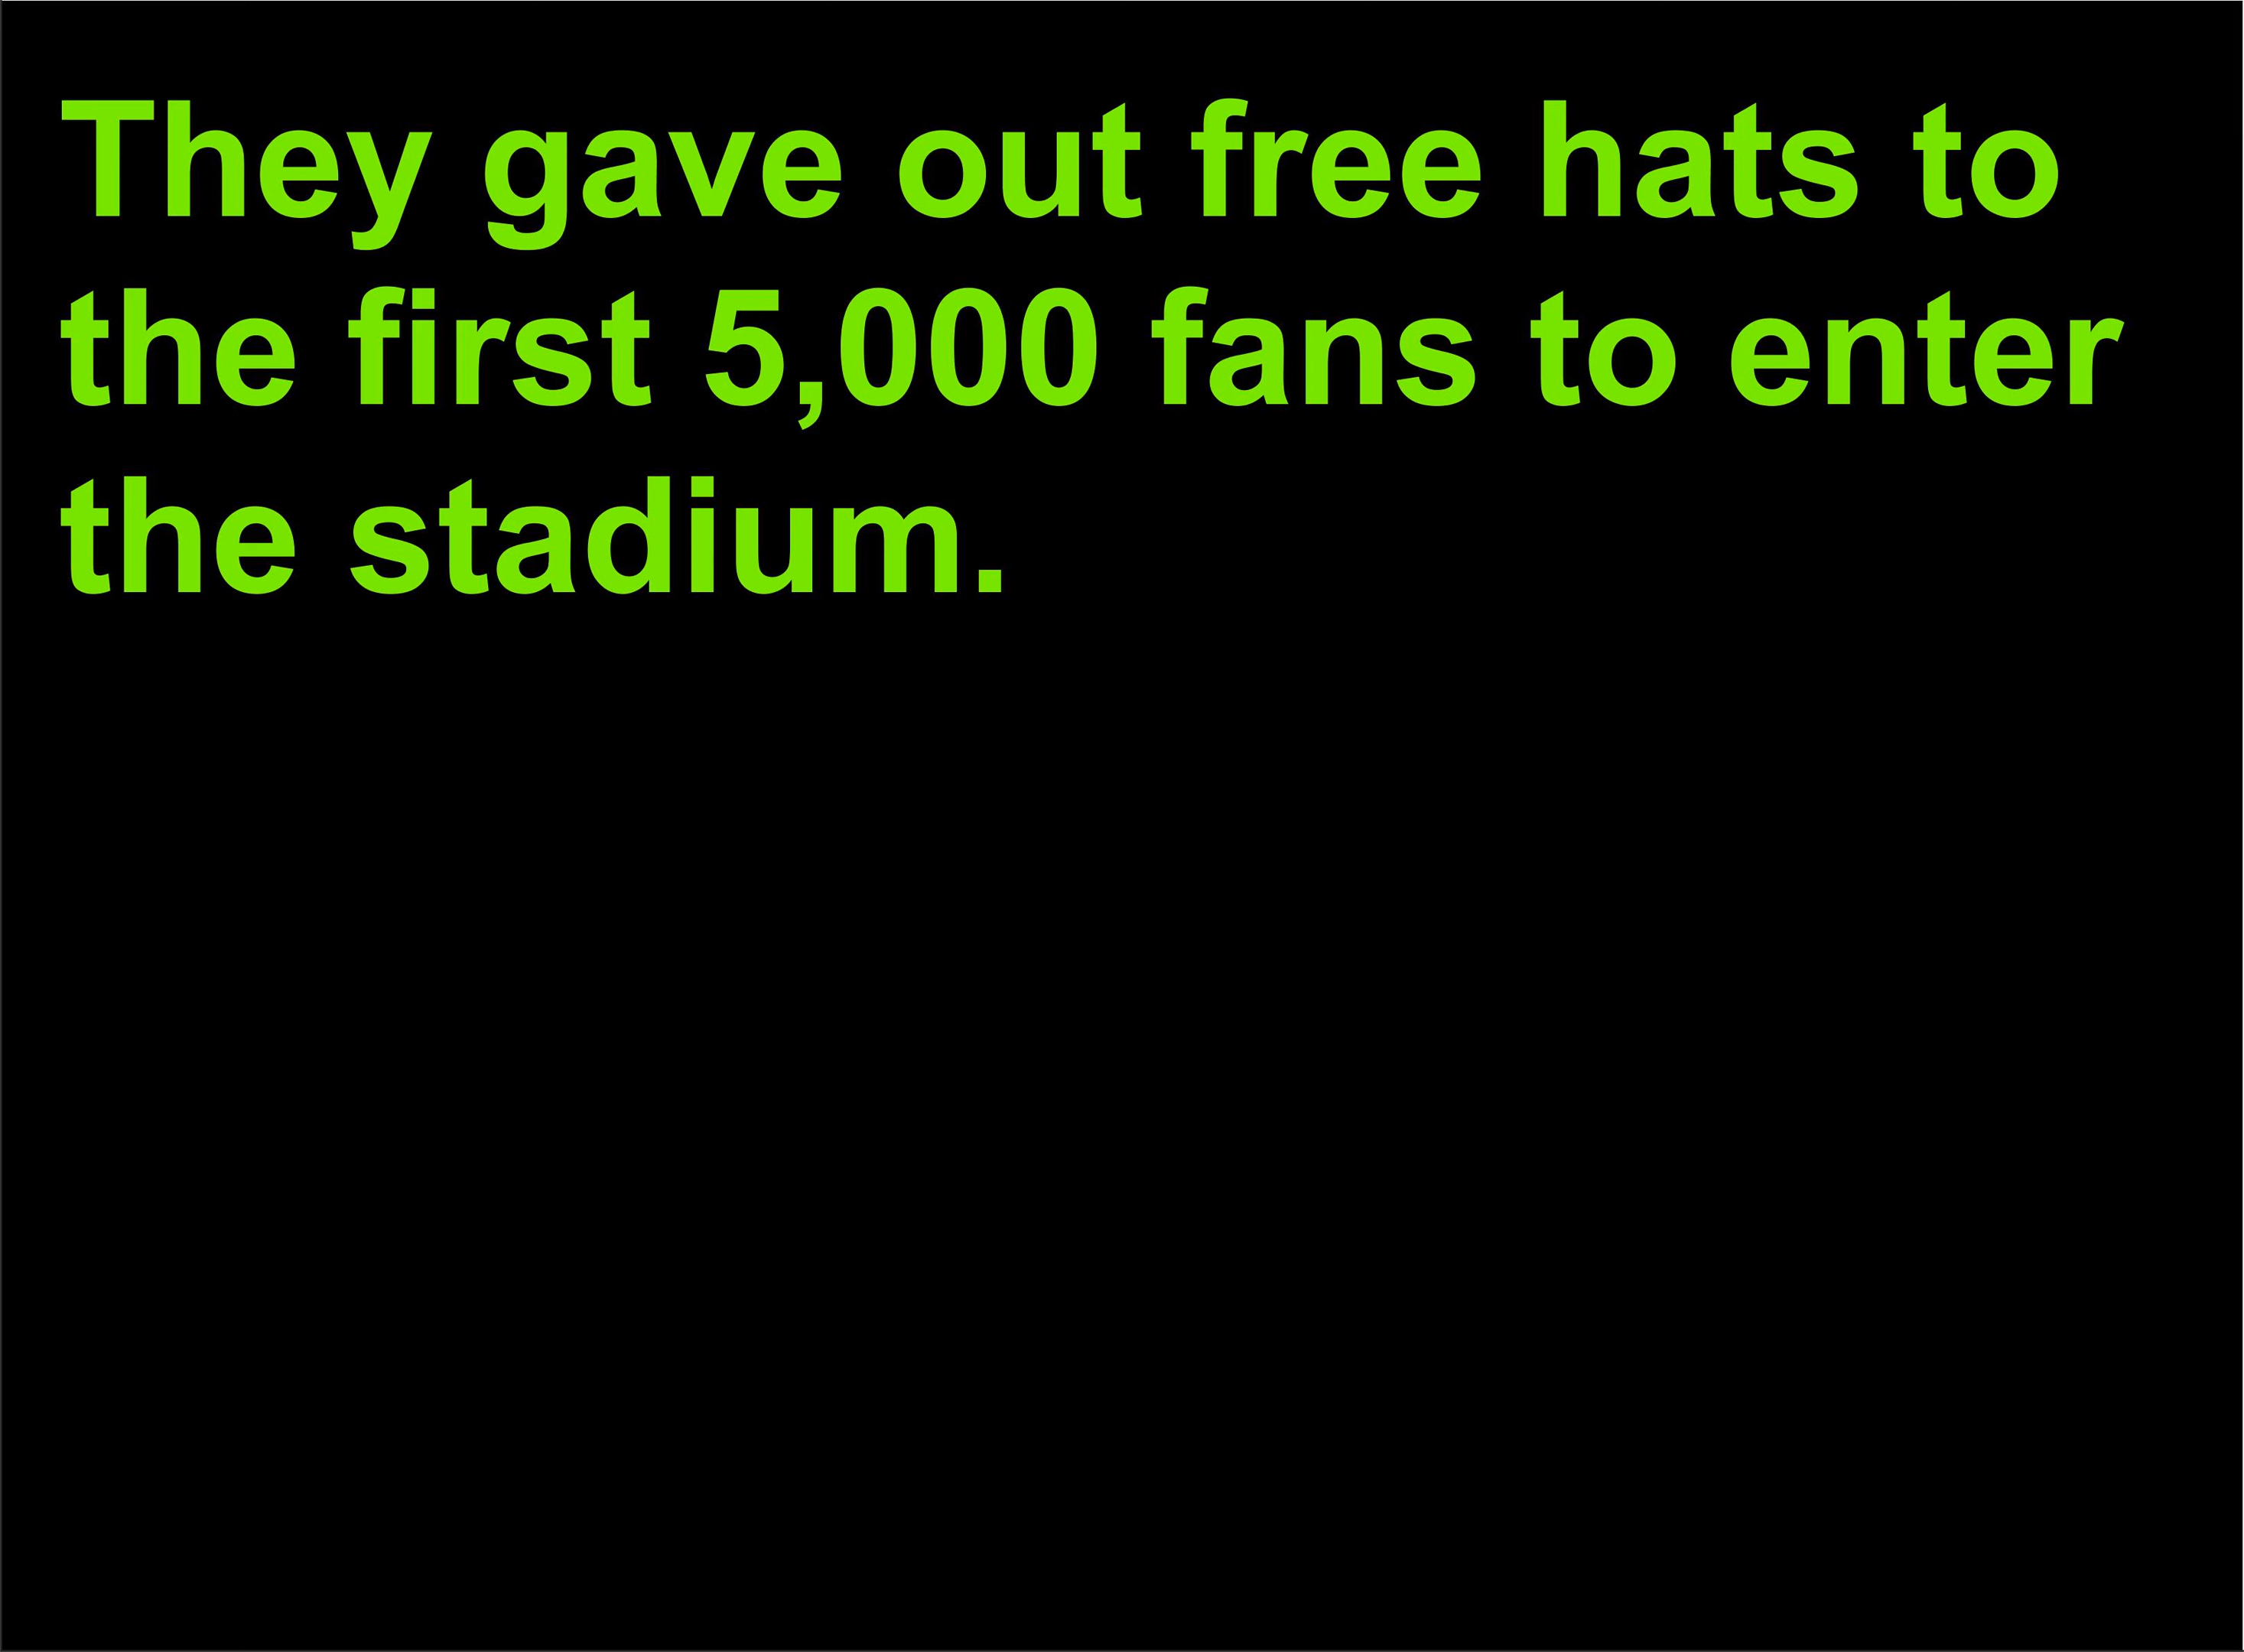 They gave out free hats to
the first 5,000 fans to enter
the stadium.